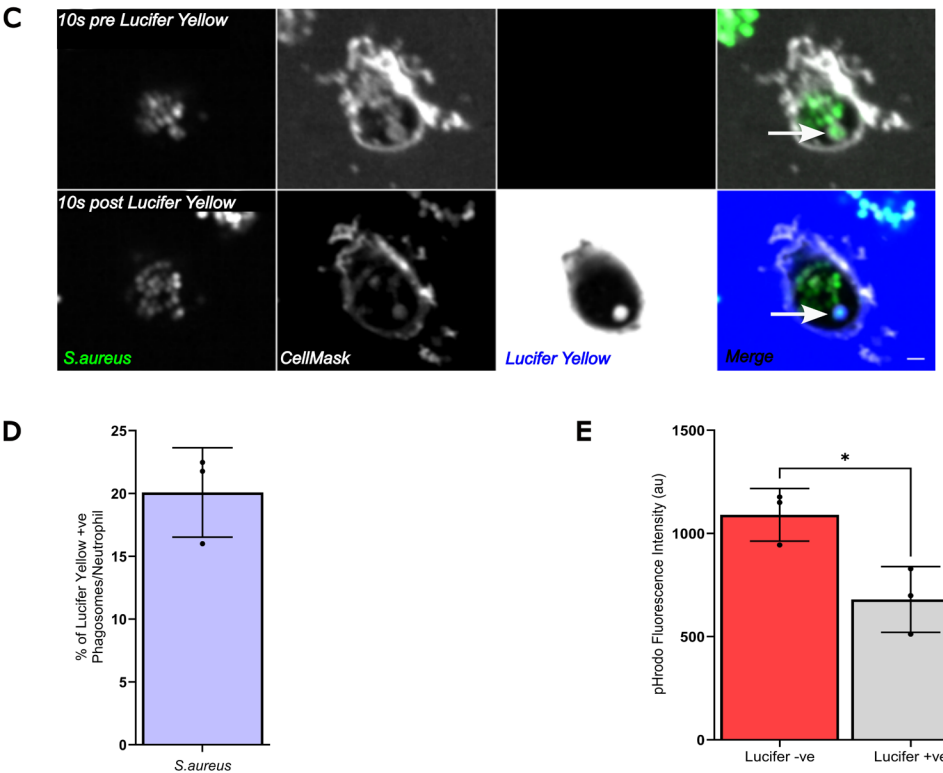 C
10s pre Lucifer Yellow
10s post Lucifer Yellow
S.aureus
CellMask
Lucifer Yellow
Merge
D
% of Lucifer Yellow +ve
Phagosomes/Neutrophil
25
20
15
10
5
0
S.aureus
E
pHrodo Fluorescence Intensity (au)
1500
1000
500
0
*
Lucifer -ve
Lucifer +ve